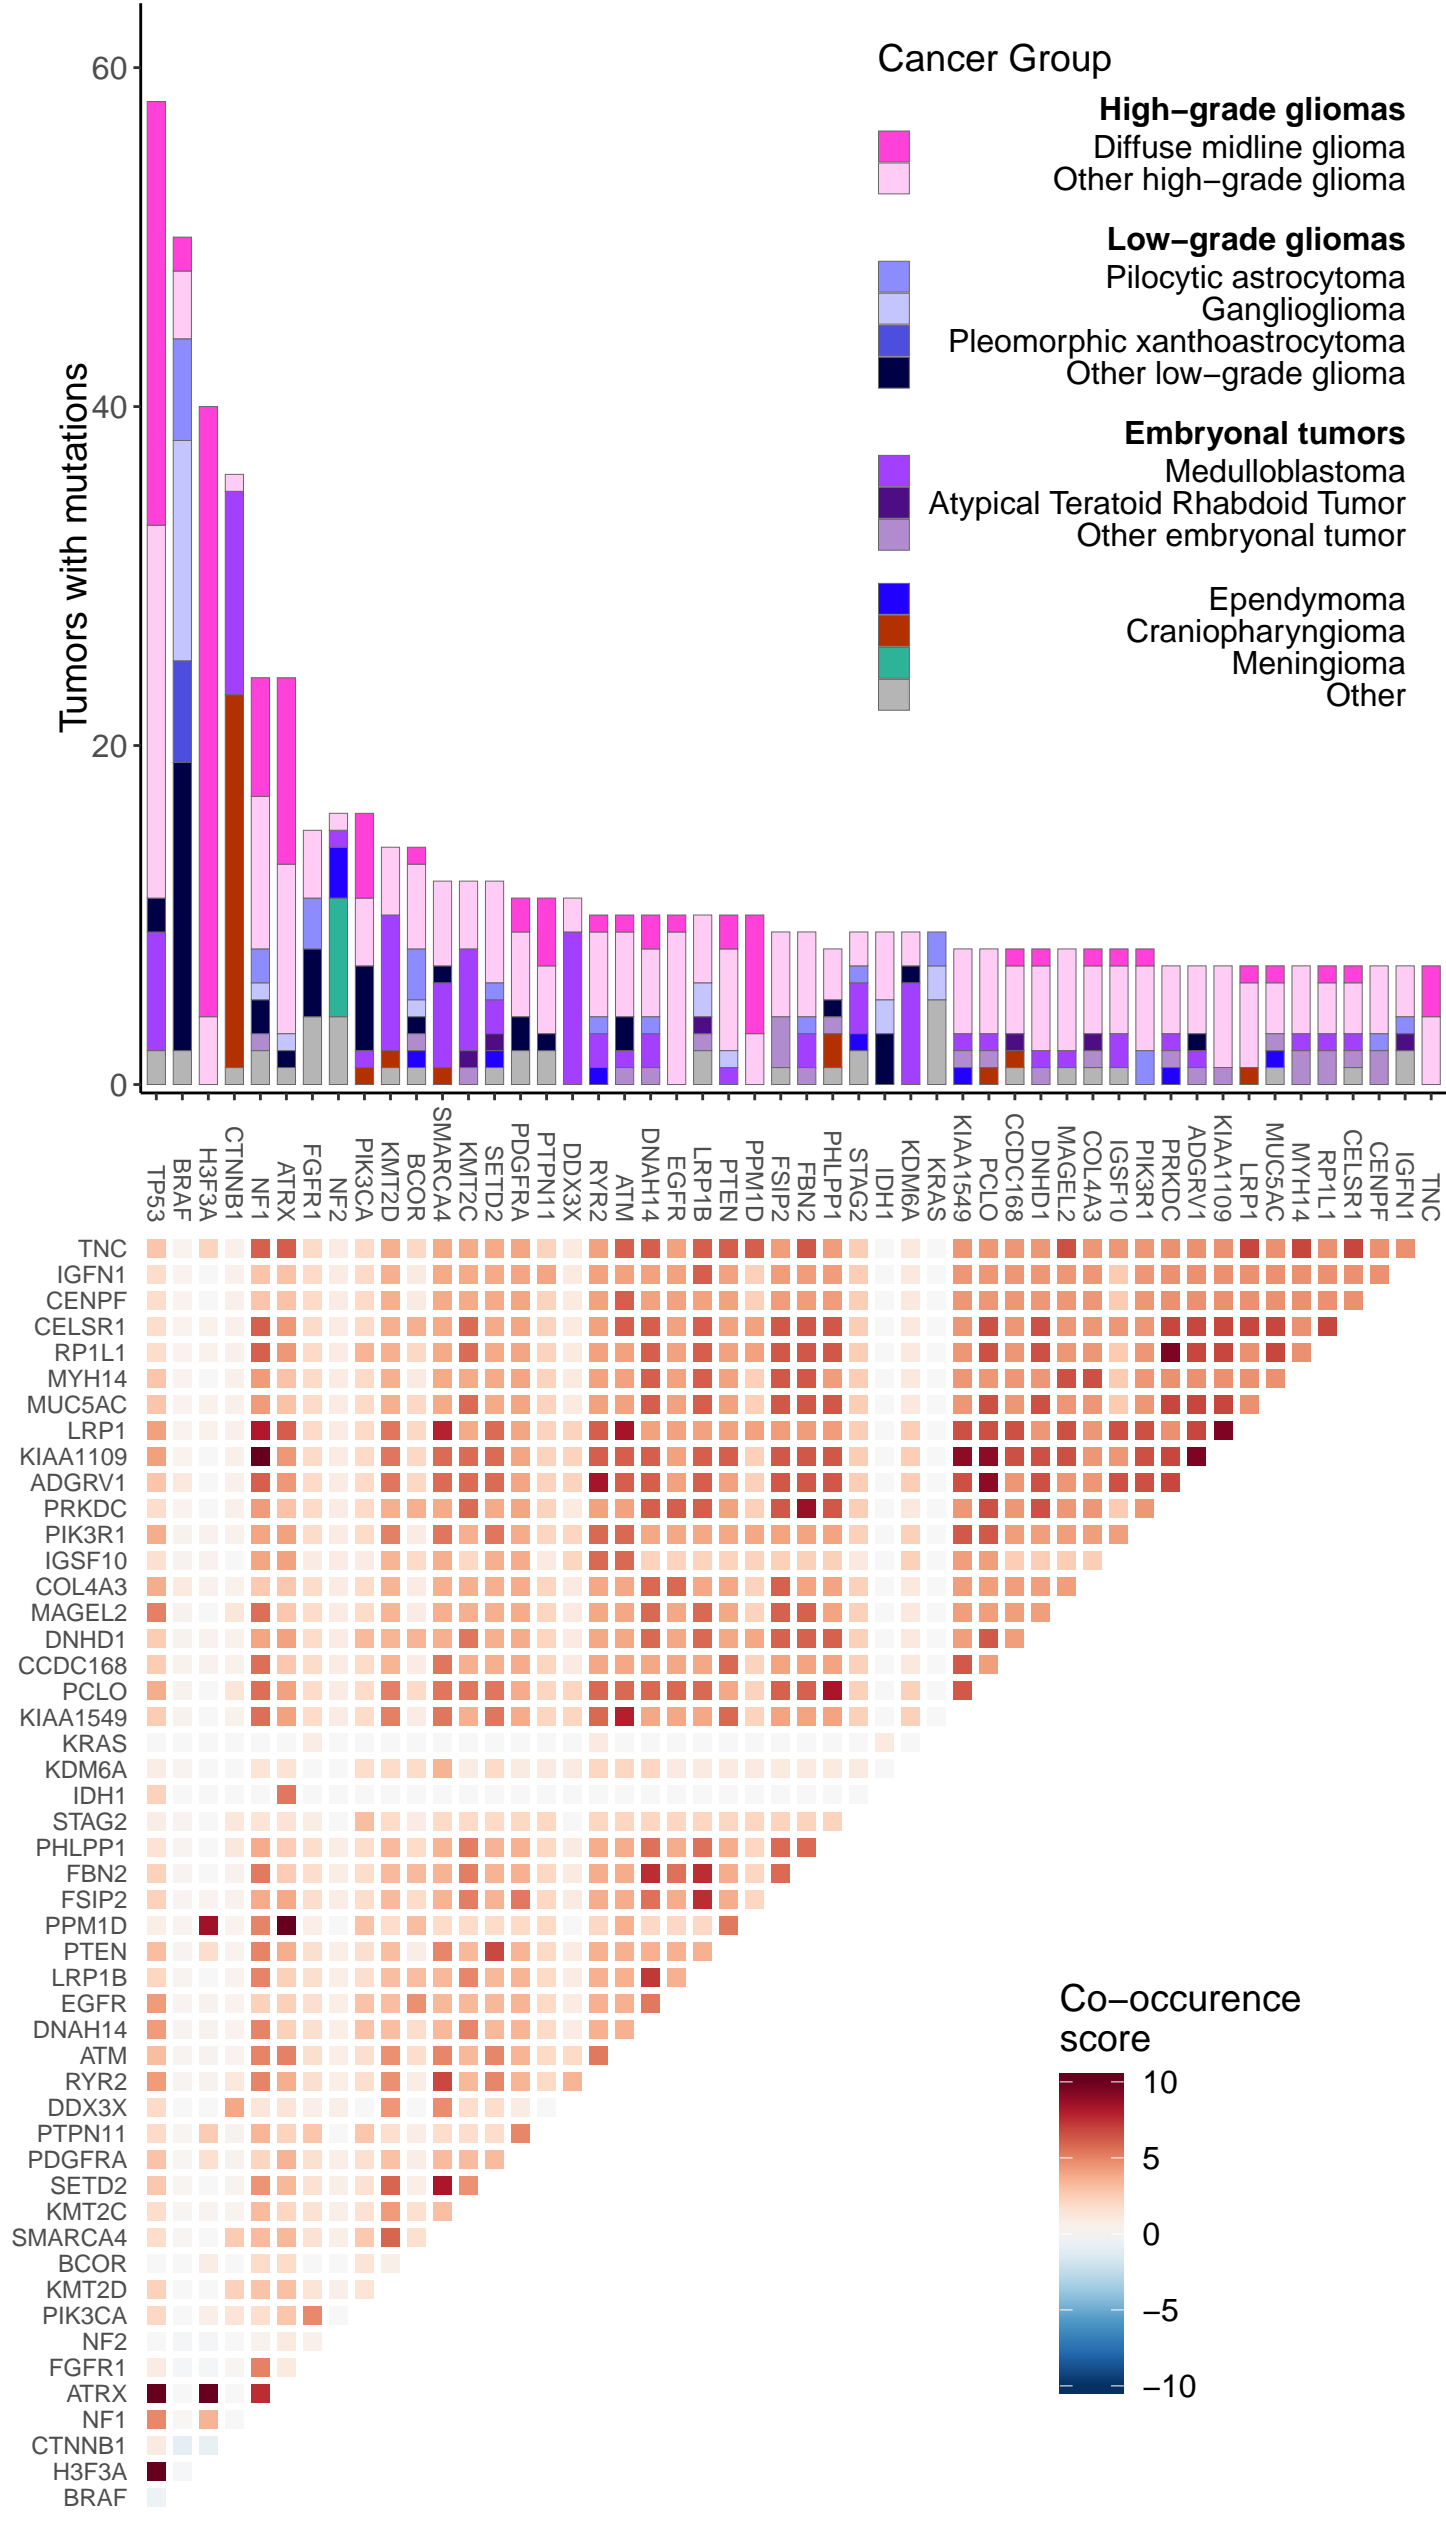 60
40
20
0
Tumors with mutations
Cancer Group
High−grade gliomas
Diffuse midline glioma
Other high−grade glioma
Low−grade gliomas
Pilocytic astrocytoma
Ganglioglioma
Pleomorphic xanthoastrocytoma
Other low−grade glioma
Embryonal tumors
Medulloblastoma
Atypical Teratoid Rhabdoid Tumor
Other embryonal tumor
Ependymoma
Craniopharyngioma
Meningioma
Other
TP53
BRAF
H3F3A
CTNNB1
NF1
ATRX
FGFR1
NF2
PIK3CA
KMT2D
BCOR
SMARCA4
KMT2C
SETD2
PDGFRA
PTPN11
DDX3X
RYR2
ATM
DNAH14
EGFR
LRP1B
PTEN
PPM1D
FSIP2
FBN2
PHLPP1
STAG2
IDH1
KDM6A
KRAS
KIAA1549
PCLO
CCDC168
DNHD1
MAGEL2
COL4A3
IGSF10
PIK3R1
PRKDC
ADGRV1
KIAA1109
LRP1
MUC5AC
MYH14
RP1L1
CELSR1
CENPF
IGFN1
TNC
TNC
IGFN1
CENPF
CELSR1
RP1L1
MYH14
MUC5AC
LRP1
KIAA1109
ADGRV1
PRKDC
PIK3R1
IGSF10
COL4A3
MAGEL2
DNHD1
CCDC168
PCLO
KIAA1549
KRAS
KDM6A
IDH1
STAG2
PHLPP1
FBN2
FSIP2
PPM1D
PTEN
LRP1B
EGFR
DNAH14
ATM
RYR2
DDX3X
PTPN11
PDGFRA
SETD2
KMT2C
SMARCA4
BCOR
KMT2D
PIK3CA
NF2
FGFR1
ATRX
NF1
CTNNB1
H3F3A
BRAF
Co−occurence
score
10
5
0
−5
−10